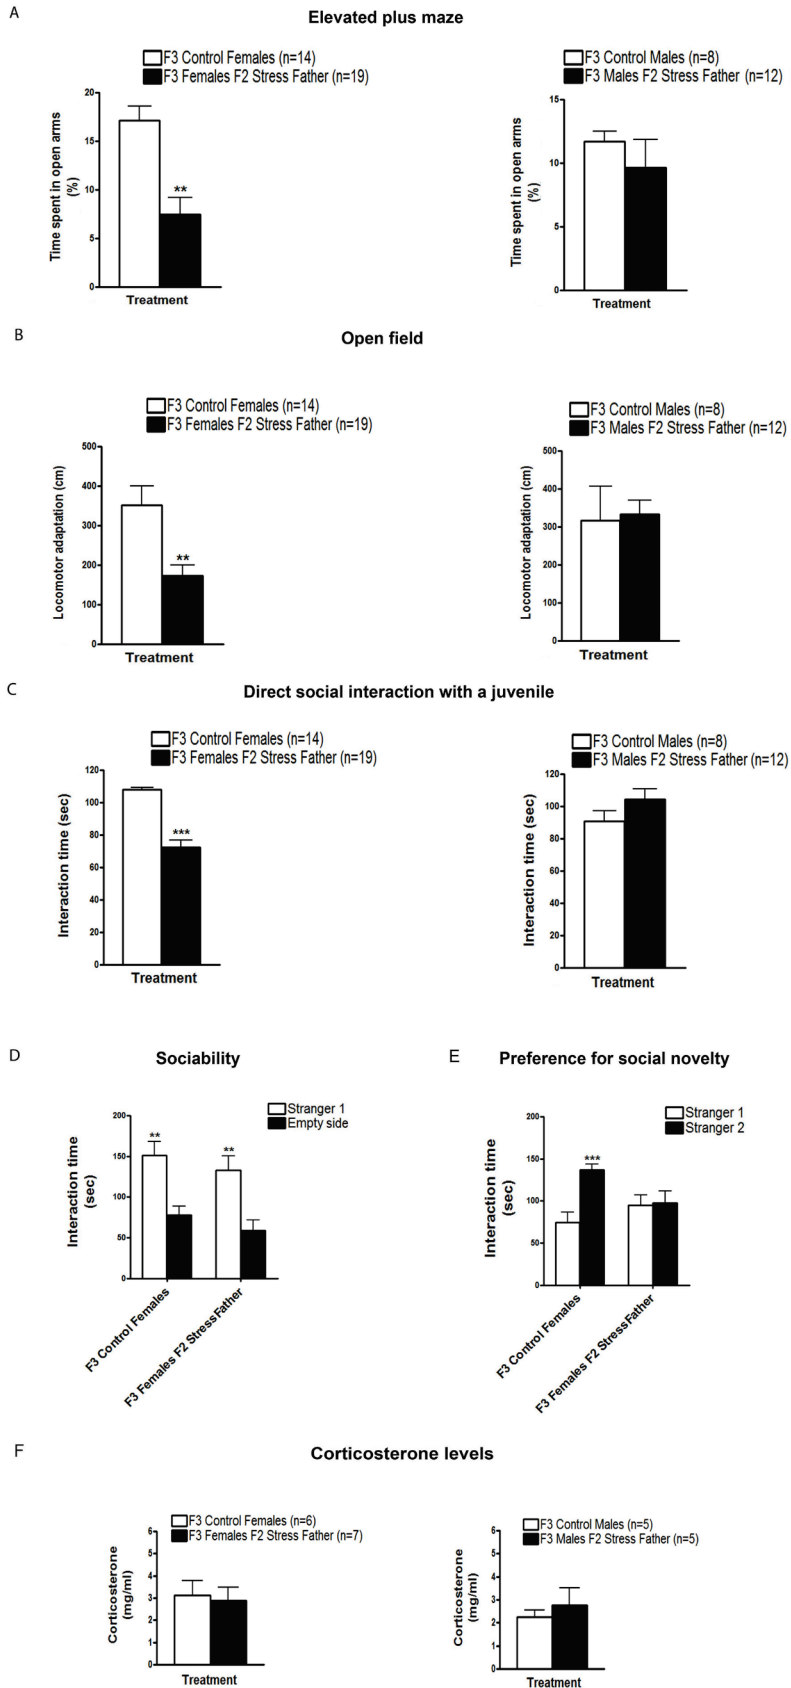 A
Elevated plus maze
F3 Control Females (n=14)
F3 Females F2 Stress Father (n=19)
Time spent in open arms
(%)
20
15
10
5
0
**
Treatment
F3 Control Males (n=8)
F3 Males F2 Stress Father (n=12)
Time spent in open arms
(%)
15
10
5
0
Treatment
B
Open field
F3 Control Females (n=14)
F3 Females F2 Stress Father (n=19)
Locomotor adaptation (cm)
500
400
300
200
100
0
**
Treatment
F3 Control Males (n=8)
F3 Males F2 Stress Father (n=12)
Locomotor adaptation (cm)
500
400
300
200
100
0
Treatment
C
Direct social interaction with a juvenile
F3 Control Females (n=14)
F3 Females F2 Stress Father (n=19)
Interaction time (sec)
120
100
80
60
40
20
0
***
Treatment
F3 Control Males (n=8)
F3 Males F2 Stress Father (n=12)
Interaction time (sec)
120
100
80
60
40
20
0
Treatment
D
Sociability
Stranger 1
Empty side
Interaction time
(sec)
200
150
100
50
0
**
**
F3 Control Females
F3 Females F2 Stress Father
E
Preference for social novelty
Stranger 1
Stranger 2
Interaction time
(sec)
200
150
100
50
0
***
F3 Control Females
F3 Females F2 Stress Father
F
Corticosterone levels
F3 Control Females (n=6)
F3 Females F2 Stress Father (n=7)
Corticosterone
(mg/ml)
6
5
4
3
2
1
0
Treatment
F3 Control Males (n=5)
F3 Males F2 Stress Father (n=5)
Corticosterone
(mg/ml)
6
5
4
3
2
1
0
Treatment